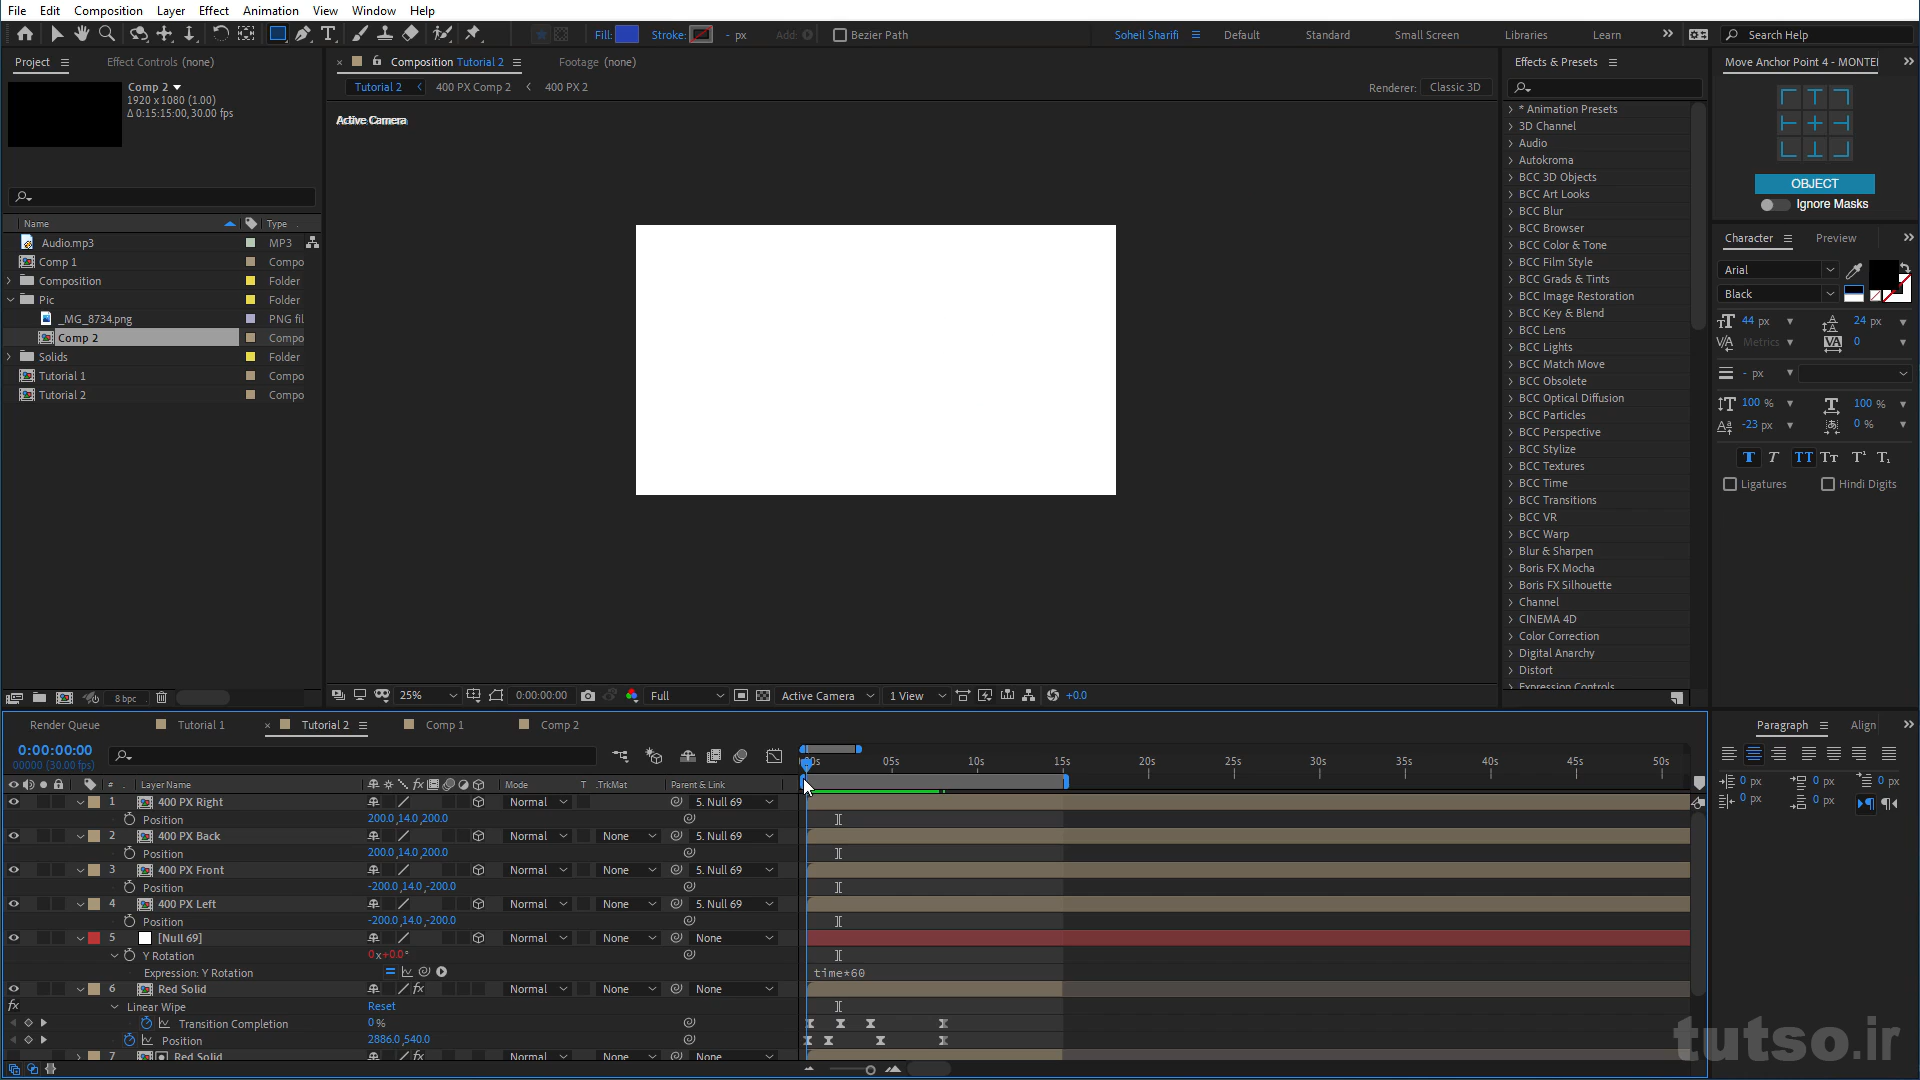 File Edit Composition Layer Effect Animation View Window Help
Fill: Stroke: - px Add: Bezier Path Soheil Sharifi Default Standard Small Screen Libraries Learn Search Help
Project Effect Controls (none)
Comp 2
1920 x 1080 (1.00)
Δ 0:15:15:00, 30.00 fps
Name Type
Audio.mp3 MP3
Comp 1 Compo
Composition Folder
Pic Folder
_MG_8734.png PNG fil
Comp 2 Compo
Solids Folder
Tutorial 1 Compo
Tutorial 2 Compo
8 bpc
Composition Tutorial 2 Footage (none)
Tutorial 2 400 PX Comp 2 400 PX 2 Renderer: Classic 3D
Active Camera
25% 0:00:00:00 Full Active Camera 1 View +0.0
Effects & Presets
* Animation Presets
3D Channel
Audio
Autokroma
BCC 3D Objects
BCC Art Looks
BCC Blur
BCC Browser
BCC Color & Tone
BCC Film Style
BCC Grads & Tints
BCC Image Restoration
BCC Key & Blend
BCC Lens
BCC Lights
BCC Match Move
BCC Obsolete
BCC Optical Diffusion
BCC Particles
BCC Perspective
BCC Stylize
BCC Textures
BCC Time
BCC Transitions
BCC VR
BCC Warp
Blur & Sharpen
Boris FX Mocha
Boris FX Silhouette
Channel
CINEMA 4D
Color Correction
Digital Anarchy
Distort
Expression Controls
Move Anchor Point 4 - MONTE
OBJECT
Ignore Masks
Character Preview
Arial
Black
44 px 24 px
Metrics 0
- px
100 % 100 %
-23 px 0 %
T T TT Tт T¹ T₁
Ligatures Hindi Digits
Render Queue Tutorial 1 Tutorial 2 Comp 1 Comp 2
0:00:00:00
00000 (30.00 fps)
:00s 05s 10s 15s 20s 25s 30s 35s 40s 45s 50s
# Layer Name fx Mode T .TrkMat Parent & Link
1 400 PX Right Normal 5. Null 69
Position 200.0,14.0,200.0
2 400 PX Back Normal None 5. Null 69
Position 200.0,14.0,200.0
3 400 PX Front Normal None 5. Null 69
Position -200.0,14.0,-200.0
4 400 PX Left Normal None 5. Null 69
Position -200.0,14.0,-200.0
5 [Null 69] Normal None None
Y Rotation 0x+0.0°
Expression: Y Rotation time*60
6 Red Solid fx Normal None None
fx Linear Wipe Reset
Transition Completion 0 %
Position 2886.0,540.0
7 Red Solid fx Normal None None
Paragraph Align
0 px 0 px 0 px
0 px 0 px
tutso.ir